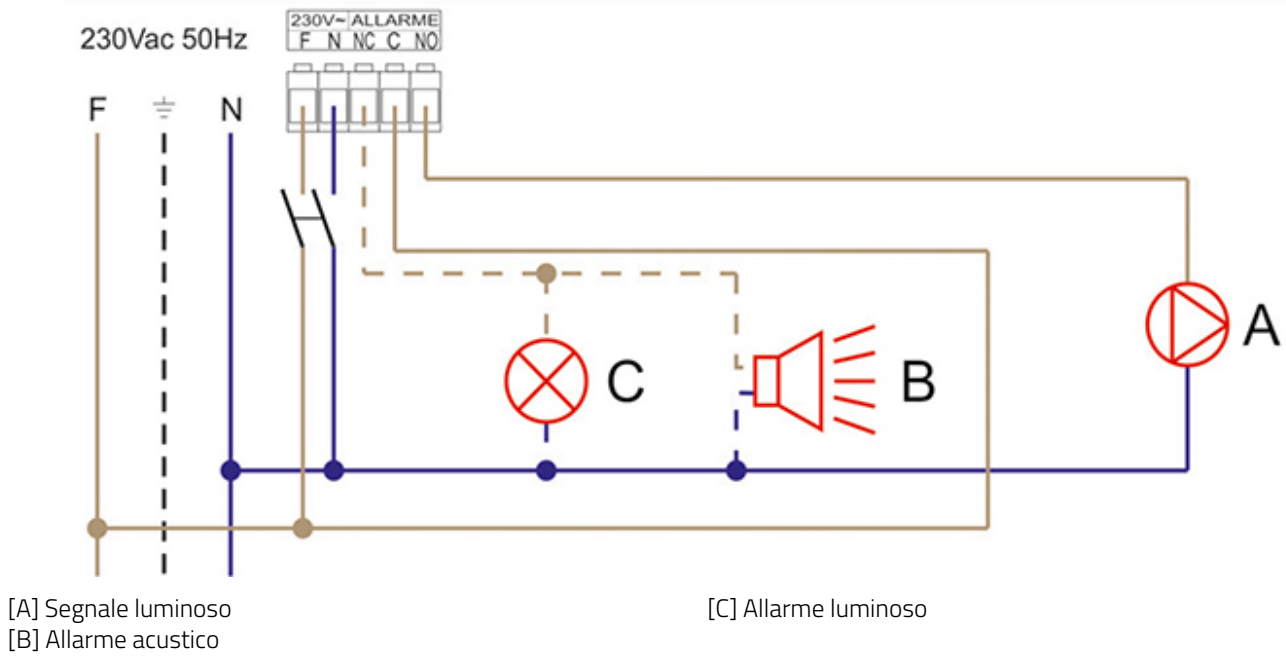 230V~ ALLARME
230Vac 50Hz
F N NC C NO
F N
A
C B
[A] Segnale luminoso [C] Allarme luminoso
[B] Allarme acustico